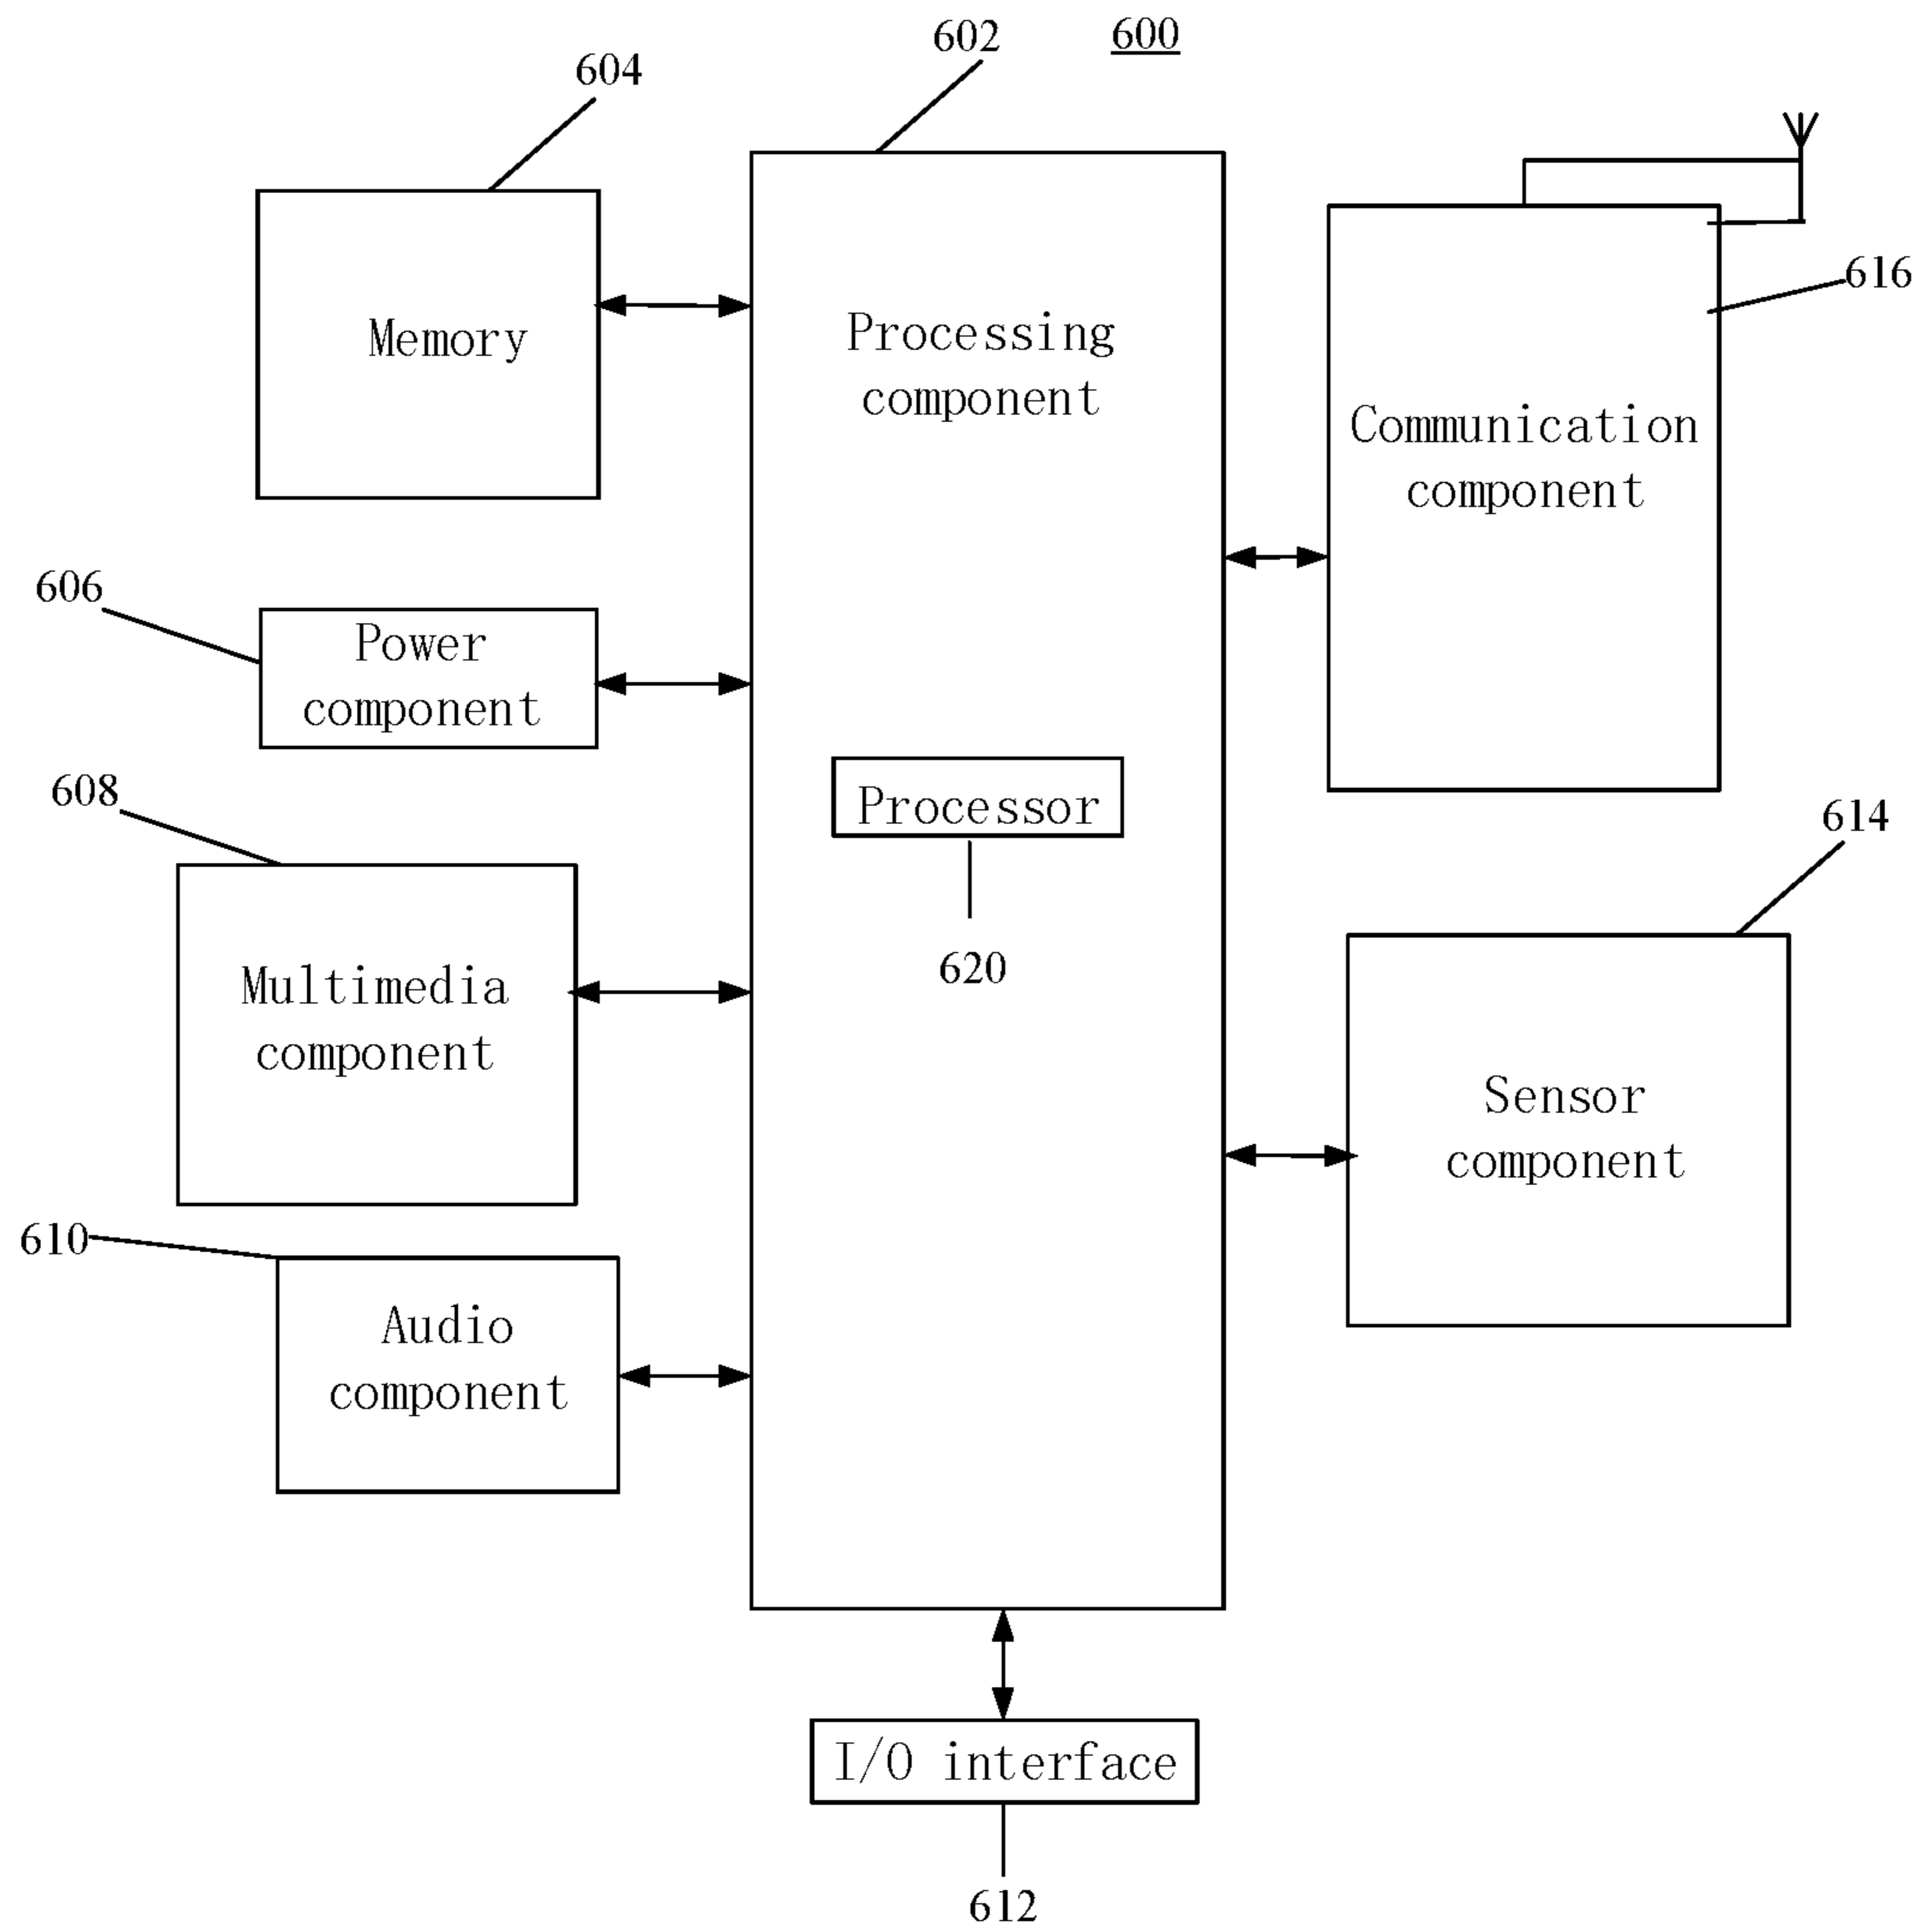 602
600
604
616
Memory
Processing
component
Communication
component
606
Power
component
608
Processor
614
620
Multimedia
component
Sensor
component
610
Audio
component
I/O interface
612